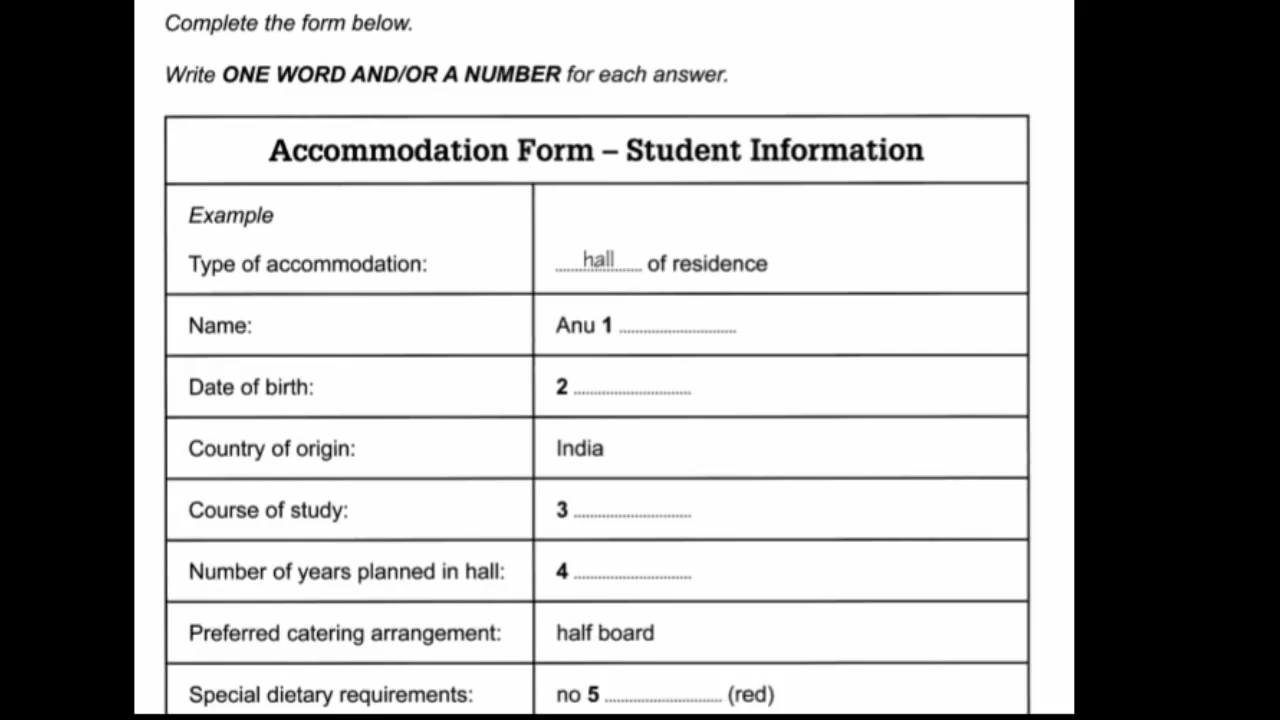 Complete the form below.
Write ONE WORD AND/OR A NUMBER for each answer.
Accommodation Form – Student Information
Example
Type of accommodation: hall of residence
Name: Anu 1
Date of birth: 2
Country of origin: India
Course of study: 3
Number of years planned in hall: 4
Preferred catering arrangement: half board
Special dietary requirements: no 5 (red)